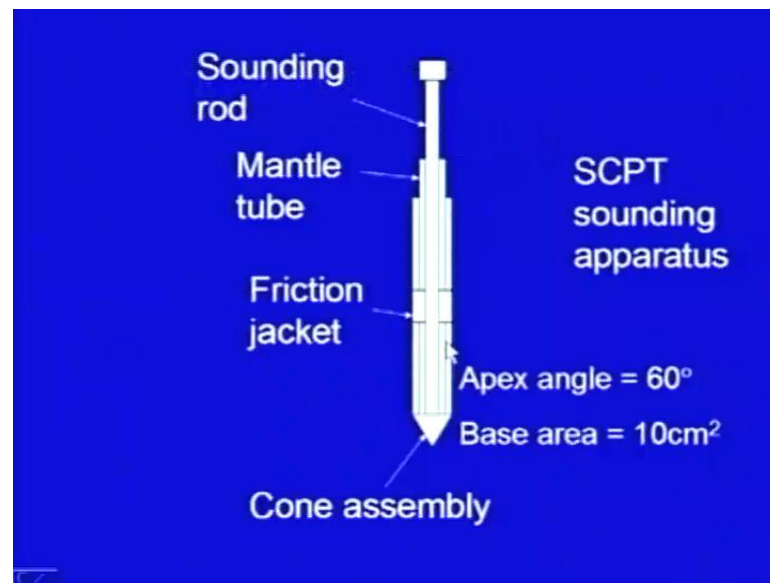 Sounding
rod
Mantle
tube
SCPT
sounding
apparatus
Friction
jacket
Apex angle = 60°
Base area = 10cm²
Cone assembly